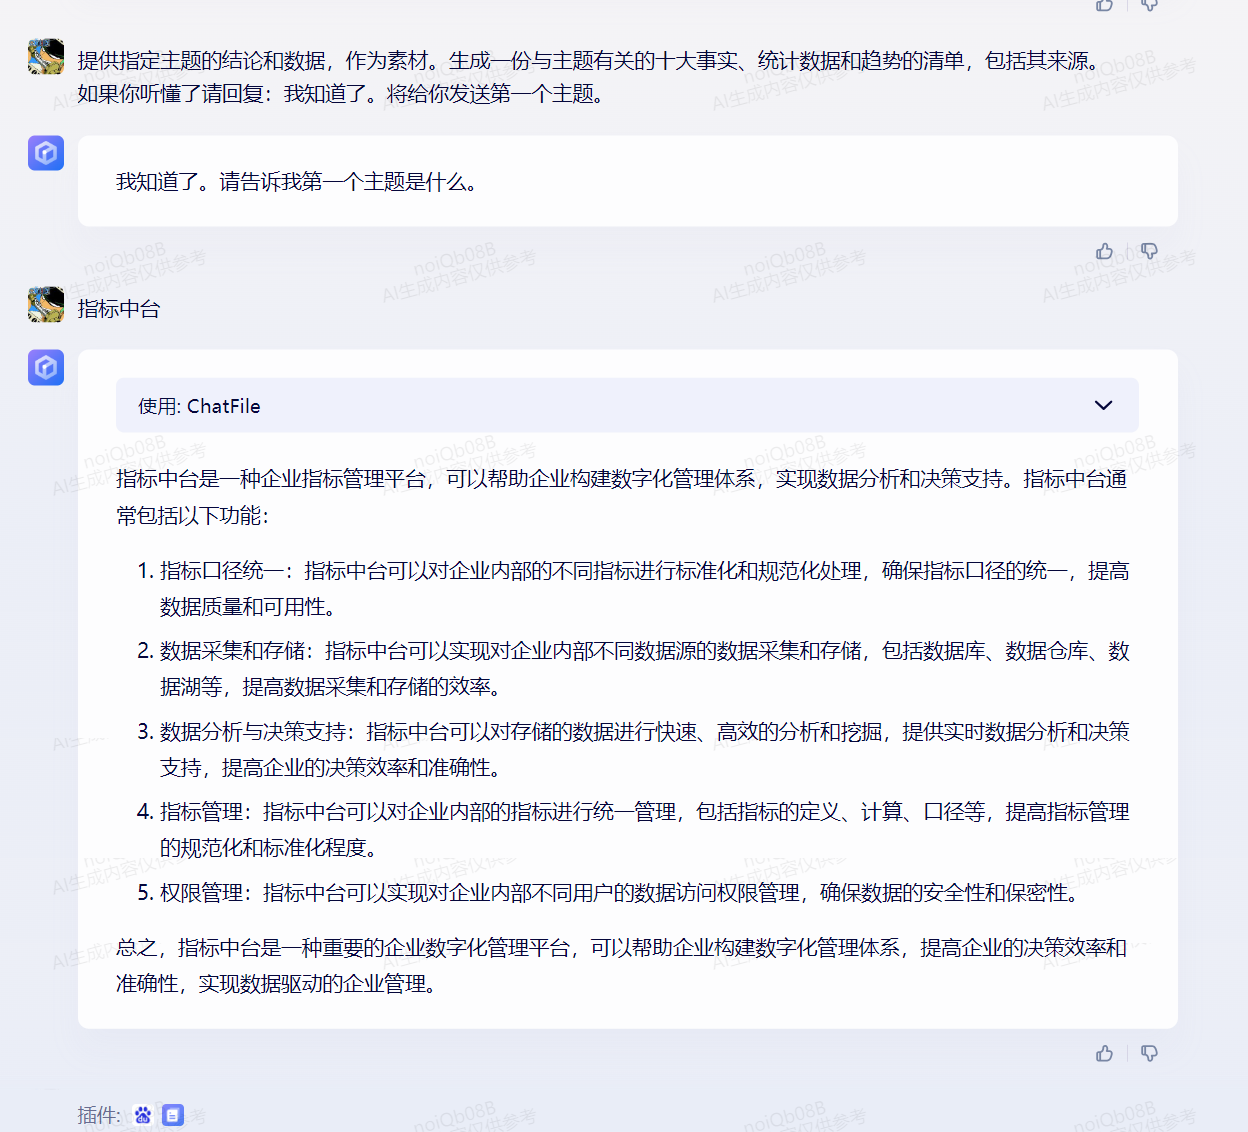 提供指定主题的结论和数据，作为素材。生成一份与主题有关的十大事实、统计数据和趋势的清单，包括其来源。
如果你听懂了请回复：我知道了。将给你发送第一个主题。
我知道了。请告诉我第一个主题是什么。
noiQb08B
AI生成内容仅供参考
指标中台
使用: ChatFile
指标中台是一种企业指标管理平台，可以帮助企业构建数字化管理体系，实现数据分析和决策支持。指标中台通
常包括以下功能：
1. 指标口径统一：指标中台可以对企业内部的不同指标进行标准化和规范化处理，确保指标口径的统一，提高
数据质量和可用性。
2. 数据采集和存储：指标中台可以实现对企业内部不同数据源的数据采集和存储，包括数据库、数据仓库、数
据湖等，提高数据采集和存储的效率。
3. 数据分析与决策支持：指标中台可以对存储的数据进行快速、高效的分析和挖掘，提供实时数据分析和决策
支持，提高企业的决策效率和准确性。
4. 指标管理：指标中台可以对企业内部的指标进行统一管理，包括指标的定义、计算、口径等，提高指标管理
的规范化和标准化程度。
5. 权限管理：指标中台可以实现对企业内部不同用户的数据访问权限管理，确保数据的安全性和保密性。
总之，指标中台是一种重要的企业数字化管理平台，可以帮助企业构建数字化管理体系，提高企业的决策效率和
准确性，实现数据驱动的企业管理。
插件: